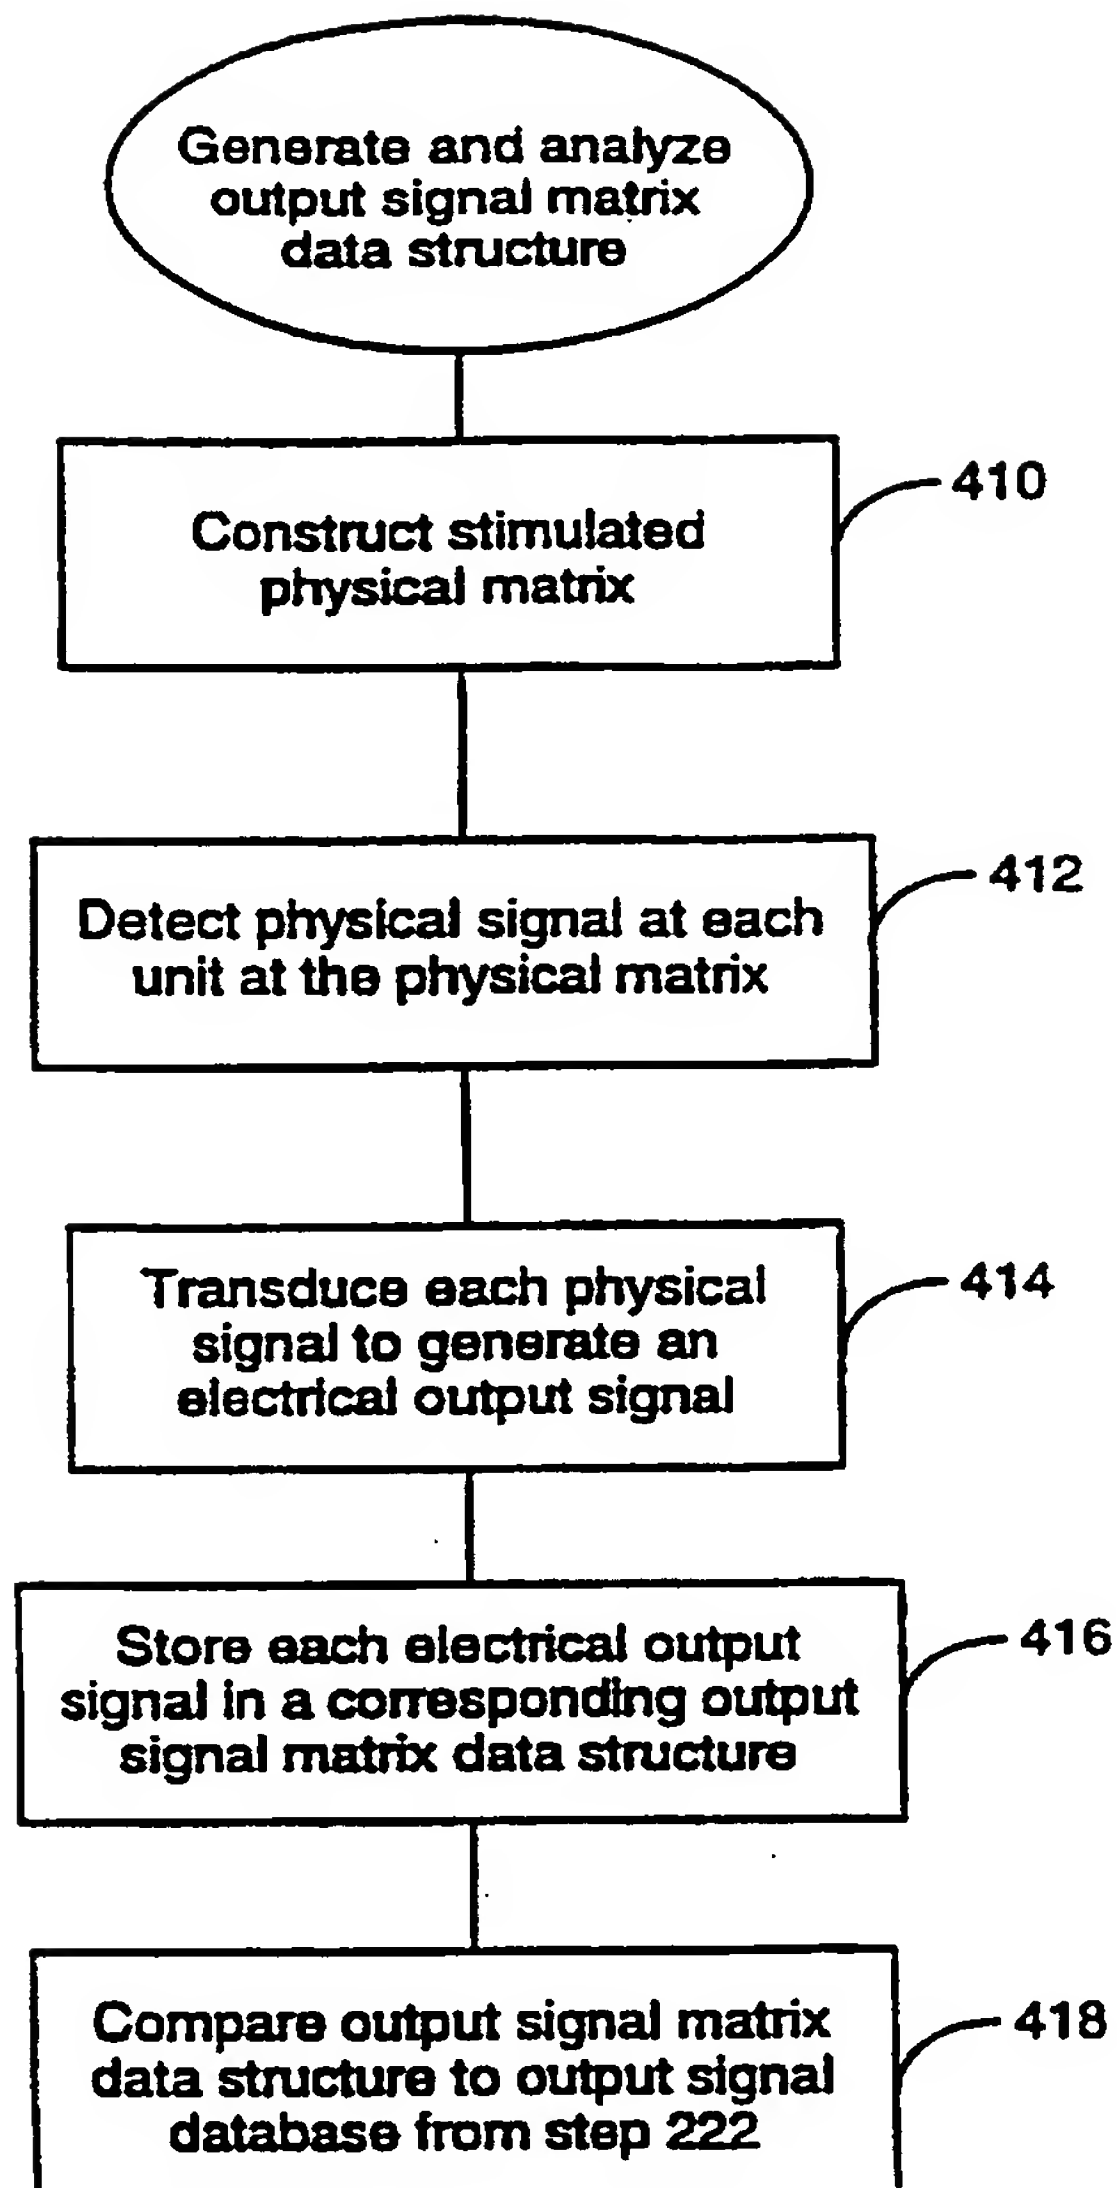 Generate and analyze
output signal matrix
data structure
Construct stimulated
physical matrix
410
Detect physical signal at each
unit at the physical matrix
412
Transduce each physical
signal to generate an
electrical output signal
414
Store each electrical output
signal in a corresponding output
signal matrix data structure
416
Compare output signal matrix
data structure to output signal
database from step 222
418